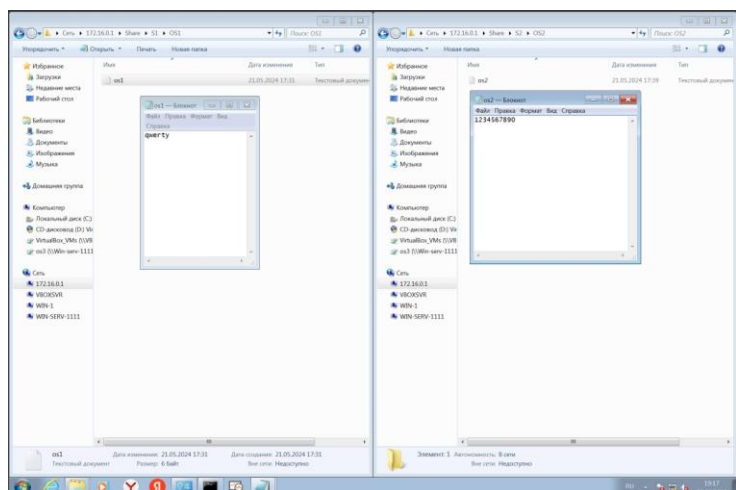 Сеть ▸ 172.16.0.1 ▸ Share ▸ S1 ▸ OS1
Поиск: OS1
Упорядочить
Открыть
Печать
Новая папка
Избранное
Загрузки
Недавние места
Рабочий стол
Библиотеки
Видео
Документы
Изображения
Музыка
Домашняя группа
Компьютер
Локальный диск (C:)
CD-дисковод (D:) Vir
VirtualBox_VMs (\\VB
os3 (\\Win-serv-1111
Сеть
172.16.0.1
VBOXSVR
WIN-1
WIN-SERV-1111
Имя
Дата изменения
Тип
os1
21.05.2024 17:31
Текстовый докумен
os1 — Блокнот
Файл Правка Формат Вид
Справка
qwerty
os1
Текстовый документ
Дата изменения: 21.05.2024 17:31
Размер: 6 байт
Дата создания: 21.05.2024 17:31
Вне сети: Недоступно
Сеть ▸ 172.16.0.1 ▸ Share ▸ S2 ▸ OS2
Поиск: OS2
Упорядочить
Новая папка
Избранное
Загрузки
Недавние места
Рабочий стол
Библиотеки
Видео
Документы
Изображения
Музыка
Домашняя группа
Компьютер
Локальный диск (C:)
CD-дисковод (D:) Vir
VirtualBox_VMs (\\VB
os3 (\\Win-serv-1111
Сеть
172.16.0.1
VBOXSVR
WIN-1
WIN-SERV-1111
Имя
Дата изменения
Тип
os2
21.05.2024 17:39
Текстовый докумен
os2 — Блокнот
Файл Правка Формат Вид Справка
1234567890
Элемент: 1
Автономность: В сети
Вне сети: Недоступно
RU
19:17